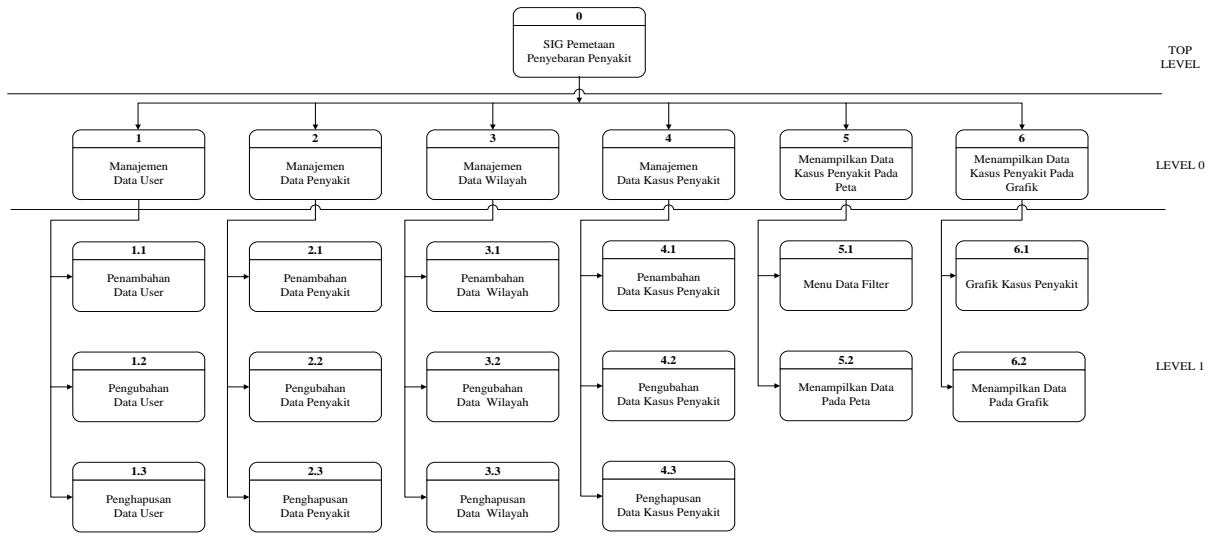 0
SIG Pemetaan
Penyebaran Penyakit
TOP
LEVEL
1
Manajemen
Data User
2
Manajemen
Data Penyakit
3
Manajemen
Data Wilayah
4
Manajemen
Data Kasus Penyakit
5
Menampilkan Data
Kasus Penyakit Pada
Peta
6
Menampilkan Data
Kasus Penyakit Pada
Grafik
LEVEL 0
1.1
Penambahan
Data User
2.1
Penambahan
Data Penyakit
3.1
Penambahan
Data Wilayah
4.1
Penambahan
Data Kasus Penyakit
5.1
Menu Data Filter
6.1
Grafik Kasus Penyakit
1.2
Pengubahan
Data User
2.2
Pengubahan
Data Penyakit
3.2
Pengubahan
Data Wilayah
4.2
Pengubahan
Data Kasus Penyakit
5.2
Menampilkan Data
Pada Peta
6.2
Menampilkan Data
Pada Grafik
LEVEL 1
1.3
Penghapusan
Data User
2.3
Penghapusan
Data Penyakit
3.3
Penghapusan
Data Wilayah
4.3
Penghapusan
Data Kasus Penyakit